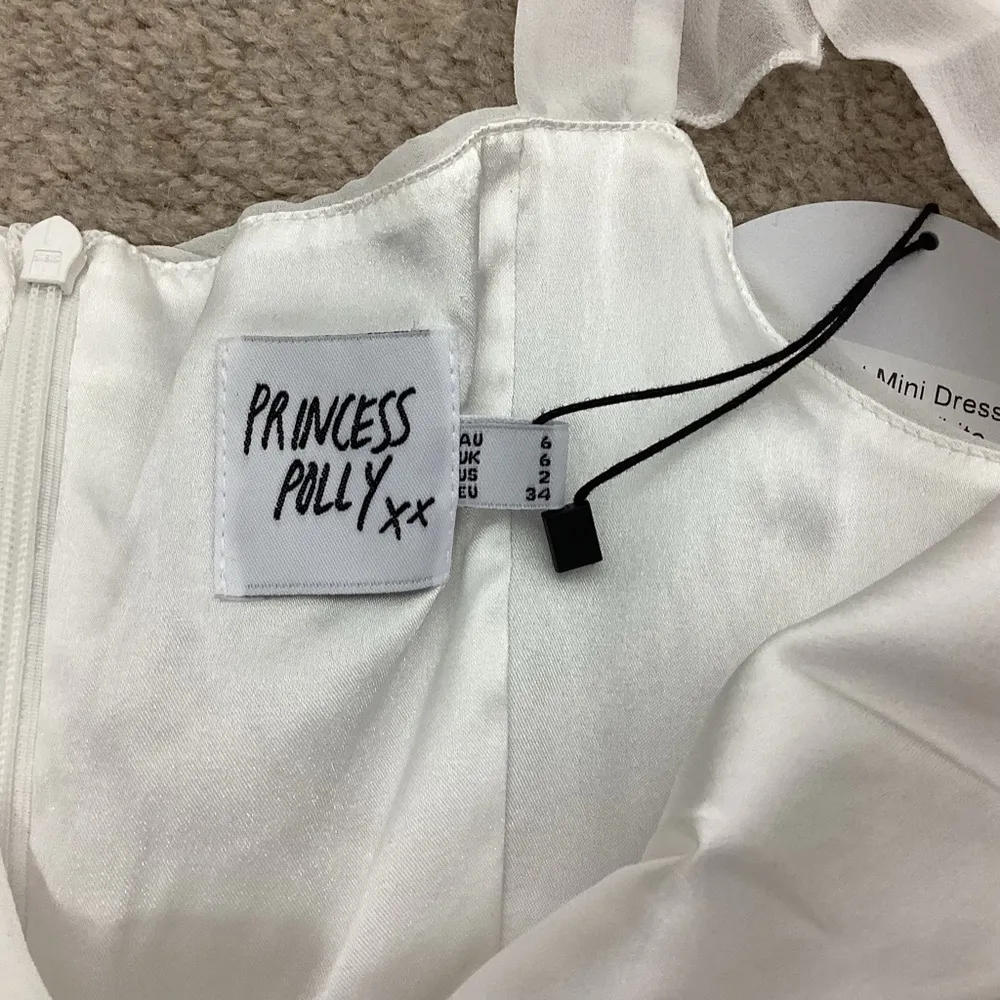 PRINCESS
POLLY xx
AU 6
UK 6
US 2
EU 34
Mini Dress